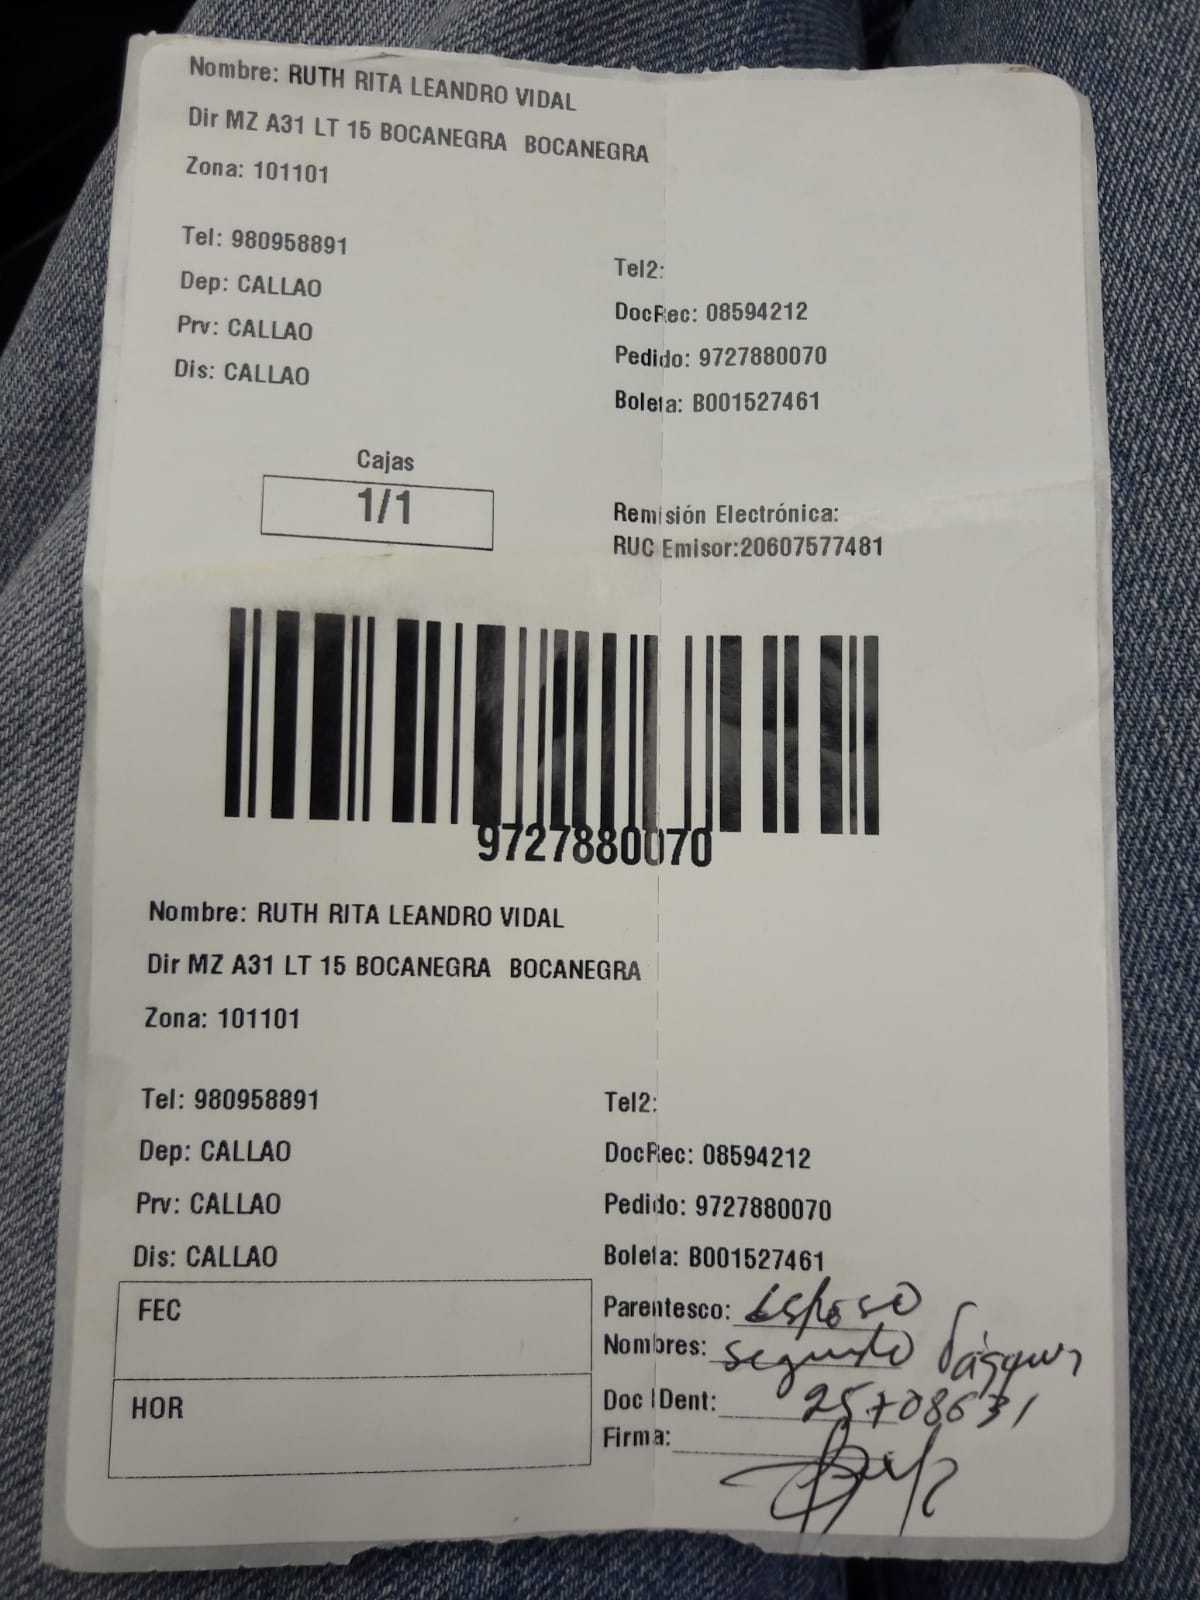 Nombre: RUTH RITA LEANDRO VIDAL
Dir MZ A31 LT 15 BOCANEGRA BOCANEGRA
Zona: 101101
Tel: 980958891
Dep: CALLAO
Prv: CALLAO
Dis: CALLAO
Tel2:
DocRec: 08594212
Pedido: 9727880070
Boleta: B001527461
Cajas
1/1
Remisión Electrónica:
RUC Emisor:20607577481
9727880070
Nombre: RUTH RITA LEANDRO VIDAL
Dir MZ A31 LT 15 BOCANEGRA BOCANEGRA
Zona: 101101
Tel: 980958891
Dep: CALLAO
Prv: CALLAO
Dis: CALLAO
Tel2:
DocRec: 08594212
Pedido: 9727880070
Boleta: B001527461
FEC
HOR
Parentesco: Esposo
Nombres: Segundo
Doc IDent: 25708631
Firma: